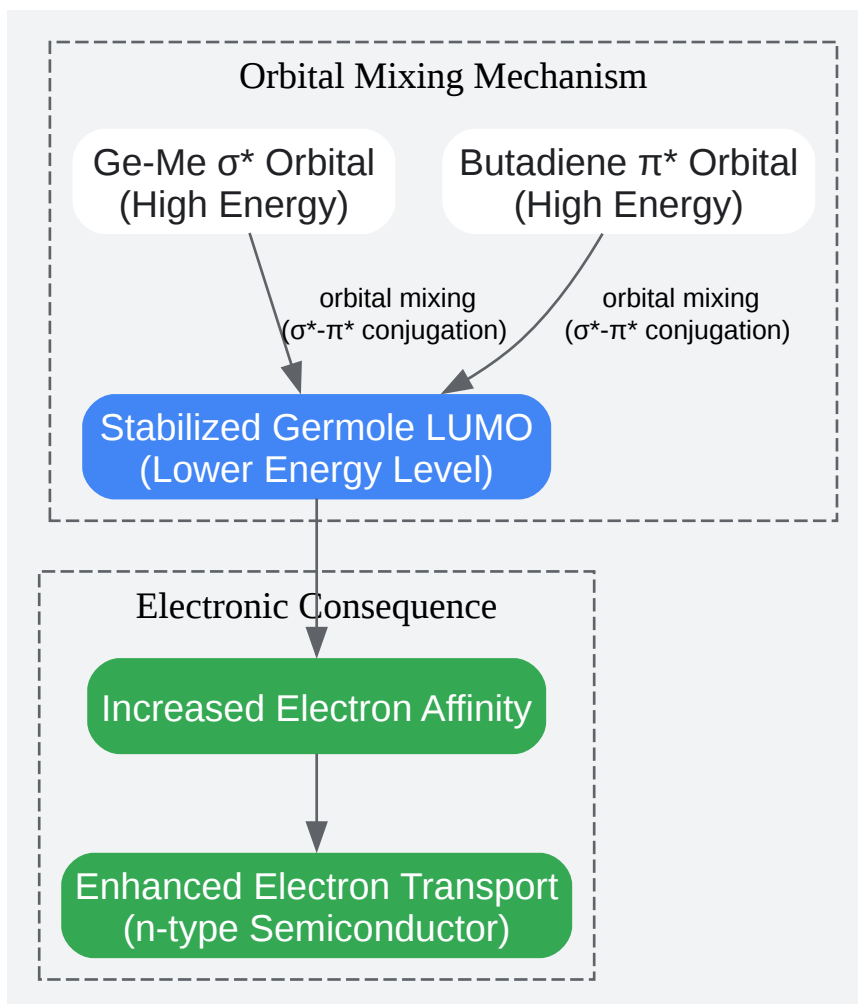 Orbital Mixing Mechanism
Ge-Me σ* Orbital
(High Energy)
Butadiene π* Orbital
(High Energy)
orbital mixing
(σ*-π* conjugation)
orbital mixing
(σ*-π* conjugation)
Stabilized Germole LUMO
(Lower Energy Level)
Electronic Consequence
Increased Electron Affinity
Enhanced Electron Transport
(n-type Semiconductor)